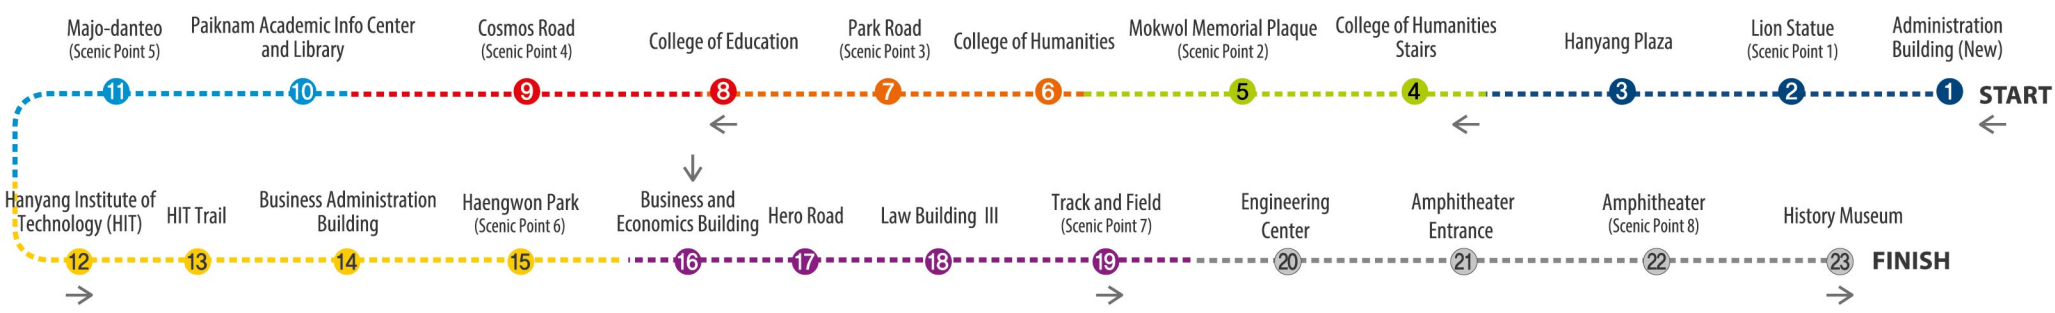 Majo-danteo
(Scenic Point 5)
Paiknam Academic Info Center
and Library
Cosmos Road
(Scenic Point 4)
College of Education
Park Road
(Scenic Point 3)
College of Humanities
Mokwol Memorial Plaque
(Scenic Point 2)
College of Humanities
Stairs
Hanyang Plaza
Lion Statue
(Scenic Point 1)
Administration
Building (New)
11 10 9 8 7 6 5 4 3 2 1 START
Hanyang Institute of
Technology (HIT)
HIT Trail
Business Administration
Building
Haengwon Park
(Scenic Point 6)
Business and
Economics Building
Hero Road
Law Building III
Track and Field
(Scenic Point 7)
Engineering
Center
Amphitheater
Entrance
Amphitheater
(Scenic Point 8)
History Museum
12 13 14 15 16 17 18 19 20 21 22 23 FINISH